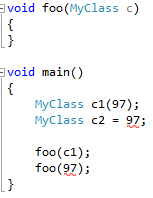 void foo(MyClass c)
{
}
void main()
{
MyClass c1(97);
MyClass c2 = 97;
foo(c1);
foo(97);
}